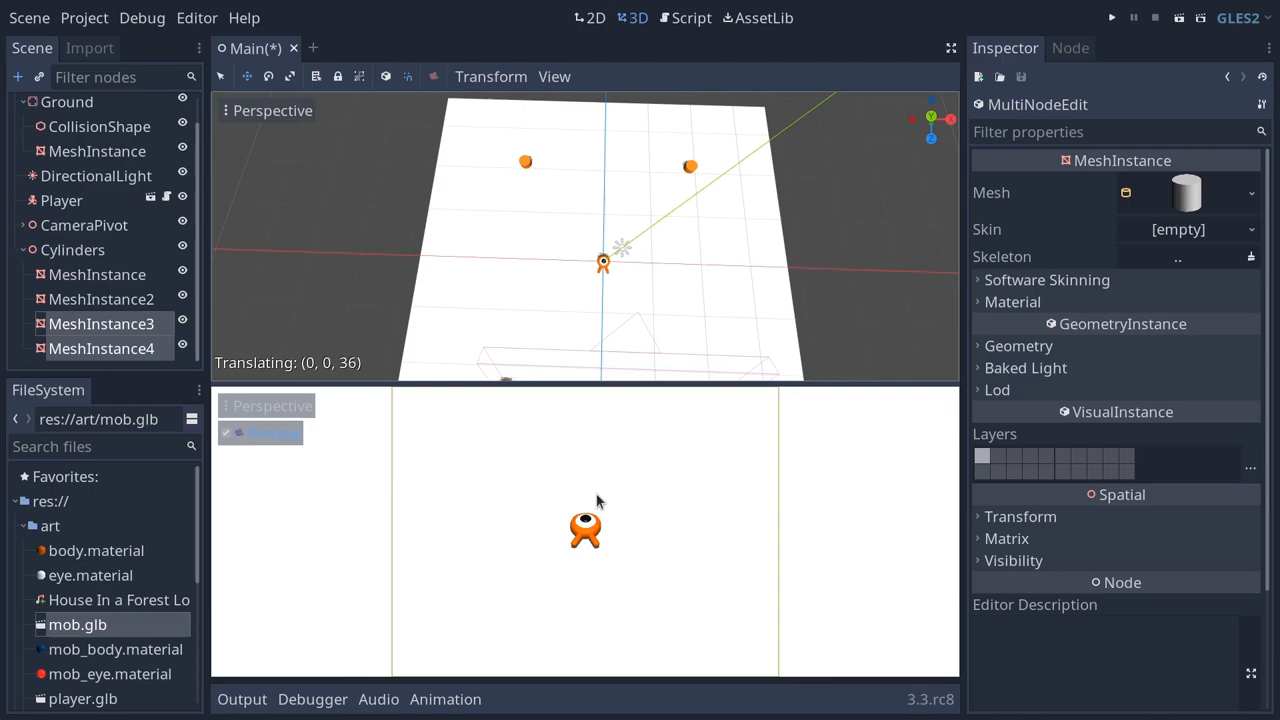 Scene Project Debug Editor Help
2D 3D Script AssetLib
GLES2
Scene Import
Filter nodes
Ground
CollisionShape
MeshInstance
DirectionalLight
Player
CameraPivot
Cylinders
MeshInstance
MeshInstance2
MeshInstance3
MeshInstance4
FileSystem
res://art/mob.glb
Search files
Favorites:
res://
art
body.material
eye.material
House In a Forest Lo
mob.glb
mob_body.material
mob_eye.material
player.glb
Main(*)
Transform View
Perspective
Y
X
Z
Translating: (0, 0, 36)
Perspective
Output Debugger Audio Animation
3.3.rc8
Inspector Node
MultiNodeEdit
Filter properties
MeshInstance
Mesh
Skin [empty]
Skeleton ..
Software Skinning
Material
GeometryInstance
Geometry
Baked Light
Lod
VisualInstance
Layers
...
Spatial
Transform
Matrix
Visibility
Node
Editor Description